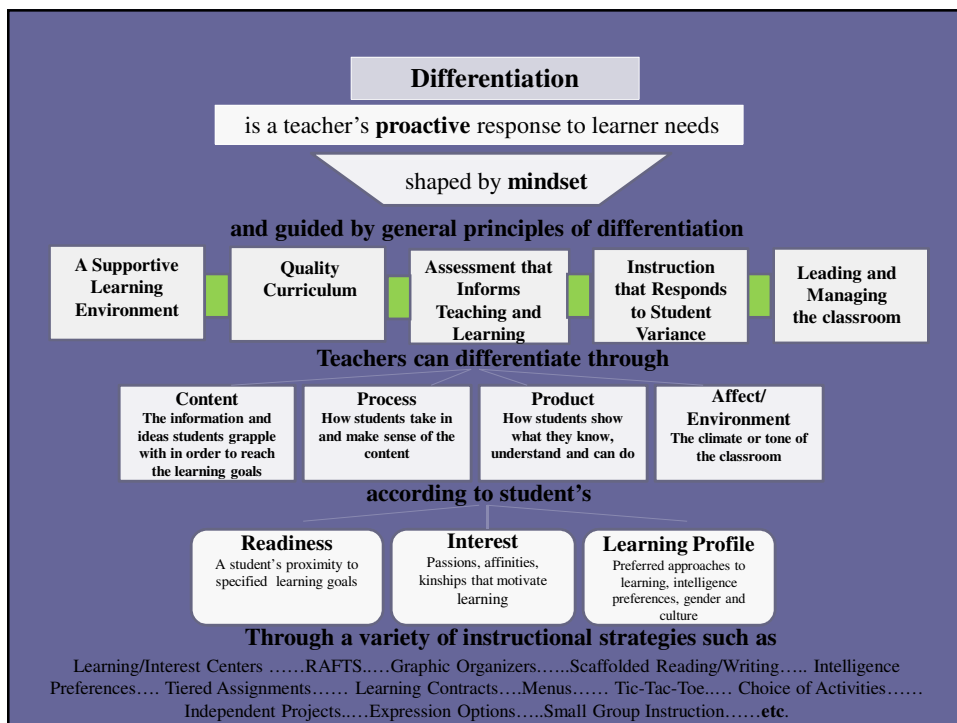 Differentiation
is a teacher's proactive response to learner needs
shaped by mindset
and guided by general principles of differentiation
A Supportive
Learning
Environment
Quality
Curriculum
Assessment that
Informs
Teaching and
Learning
Instruction
that Responds
to Student
Variance
Leading and
Managing
the classroom
Teachers can differentiate through
Content
The information and
ideas students grapple
with in order to reach
the learning goals
Process
How students take in
and make sense of the
content
Product
How students show
what they know,
understand and can do
Affect/
Environment
The climate or tone of
the classroom
according to student's
Readiness
A student's proximity to
specified learning goals
Interest
Passions, affinities,
kinships that motivate
learning
Learning Profile
Preferred approaches to
learning, intelligence
preferences, gender and
culture
Through a variety of instructional strategies such as
Learning/Interest Centers ……RAFTS..…Graphic Organizers…...Scaffolded Reading/Writing….. Intelligence
Preferences…. Tiered Assignments…… Learning Contracts….Menus…… Tic-Tac-Toe..… Choice of Activities……
Independent Projects..…Expression Options…..Small Group Instruction……etc.